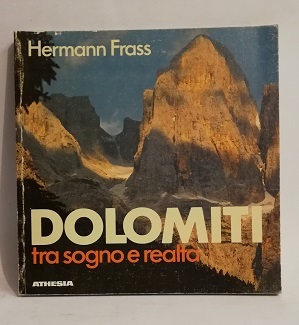 Hermann Frass
DOLOMITI
tra sogno e realtà
ATHESIA